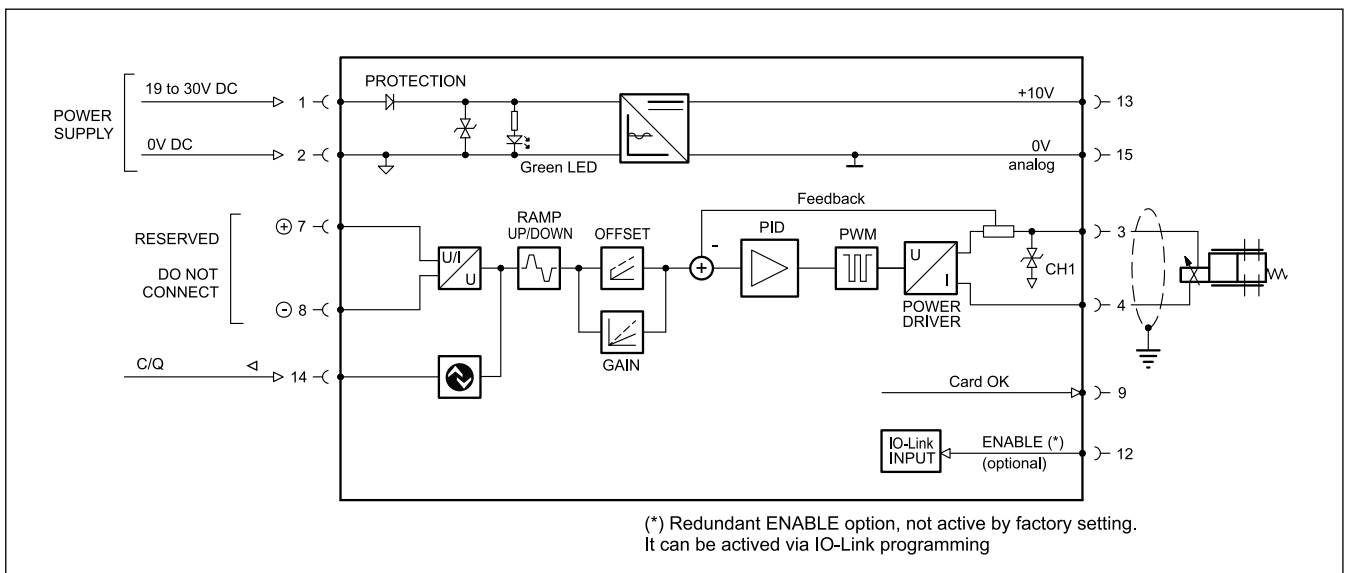 PROTECTION
19 to 30V DC
1
+10V
13
POWER
SUPPLY
0V DC
2
Green LED
0V
analog
15
Feedback
+ 7
RAMP
UP/DOWN
OFFSET
PID
PWM
3
RESERVED
U/I
U
+
-
U
I
CH1
DO NOT
CONNECT
- 8
POWER
DRIVER
4
GAIN
C/Q
14
Card OK
9
IO-Link
INPUT
ENABLE (*)
(optional)
12
(*) Redundant ENABLE option, not active by factory setting.
It can be actived via IO-Link programming